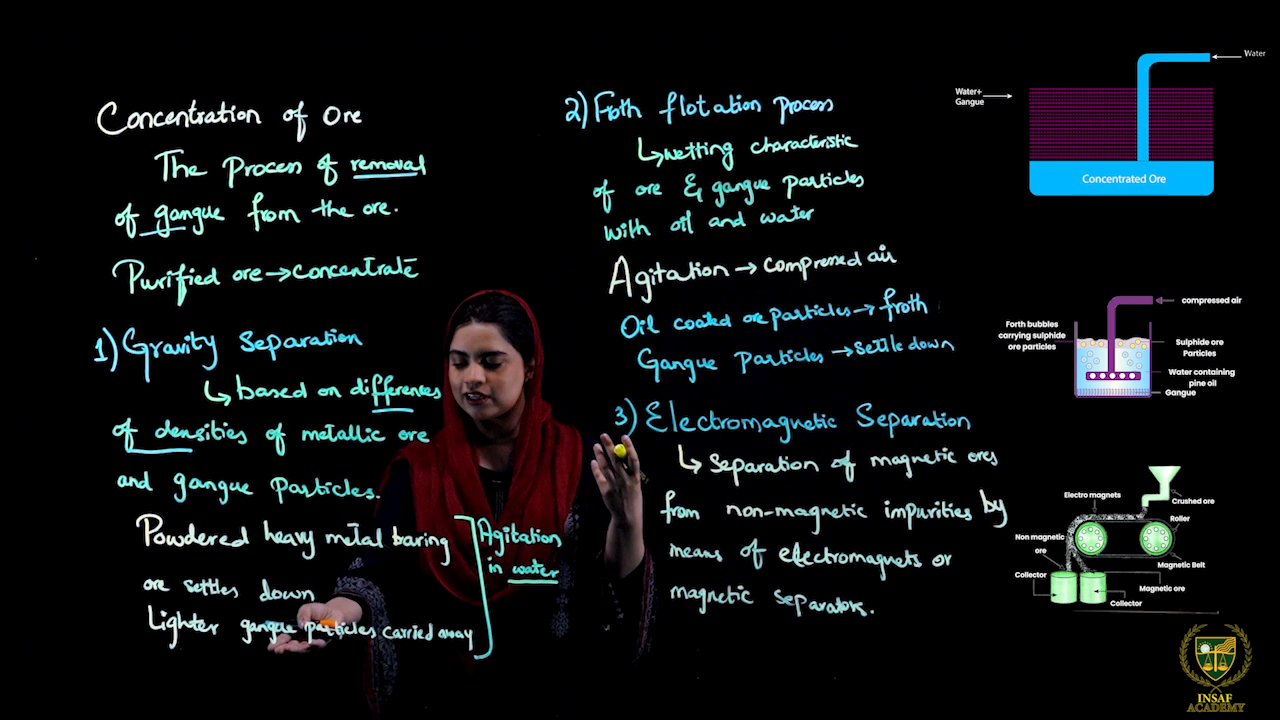 Concentration of Ore
The Process of removal
of gangue from the ore.
Purified ore → concentrate
1) Gravity Separation
↳ based on differences
of densities of metallic ore
and gangue Particles.
Powdered heavy metal baring
ore settles down
Lighter gangue particles carried away
Agitation
in water
2) Froth flotation process
↳ wetting characteristic
of ore & gangue particles
with oil and water
Agitation → compressed air
Oil coated ore particles → froth
Gangue Particles → settle down
3) Electromagnetic Separation
↳ Separation of magnetic ores
from non-magnetic impurities by
means of electromagnets or
magnetic separators.
Water
Water+
Gangue
Concentrated Ore
compressed air
Forth bubbles
carrying sulphide
ore particles
Sulphide ore
Particles
Water containing
pine oil
Gangue
Electro magnets
Crushed ore
Roller
Non magnetic
ore
Magnetic Belt
Collector
Magnetic ore
Collector
INSAF
ACADEMY